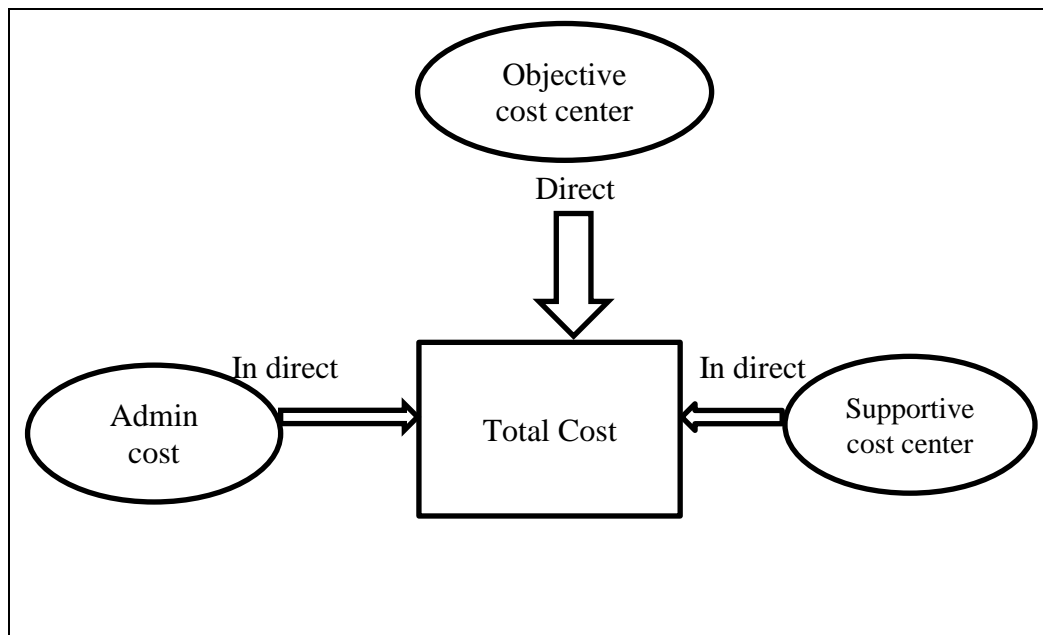 Objective
cost center
Direct
In direct
In direct
Admin
cost
Total Cost
Supportive
cost center